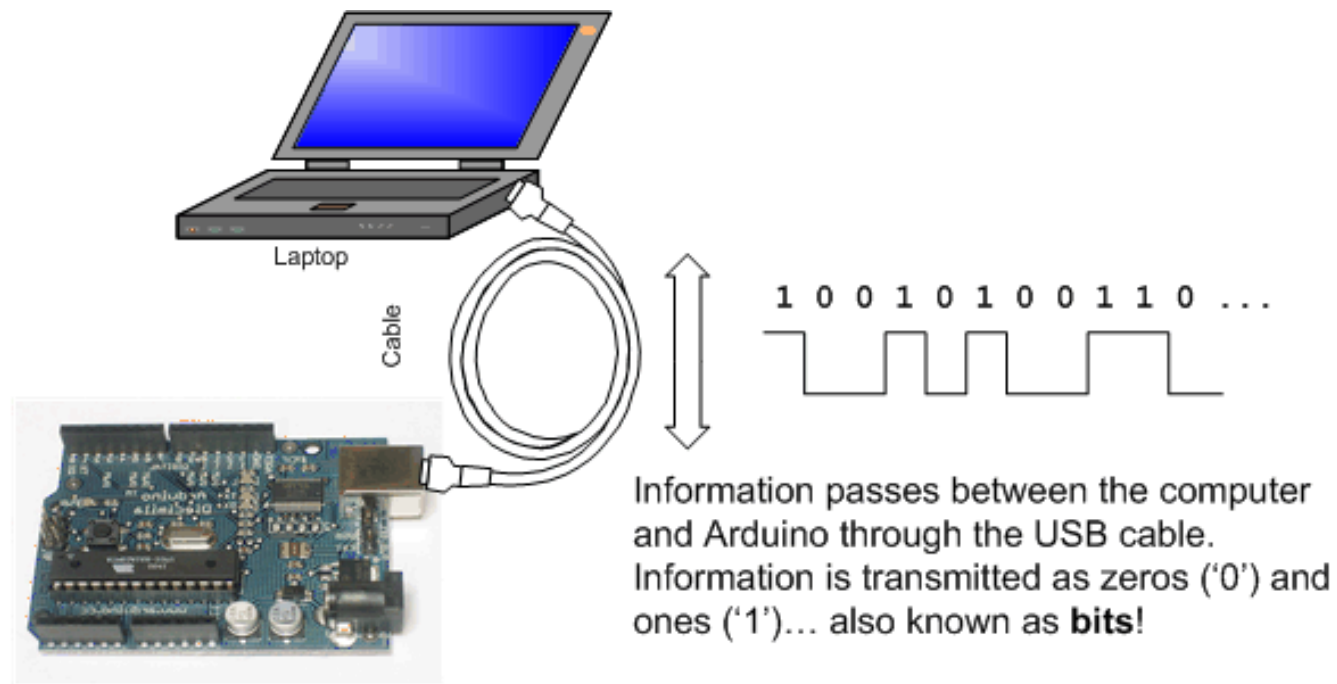 Laptop
Cable
1 0 0 1 0 1 0 0 1 1 0 ...
Information passes between the computer
and Arduino through the USB cable.
Information is transmitted as zeros (‘0’) and
ones (‘1’)... also known as bits!